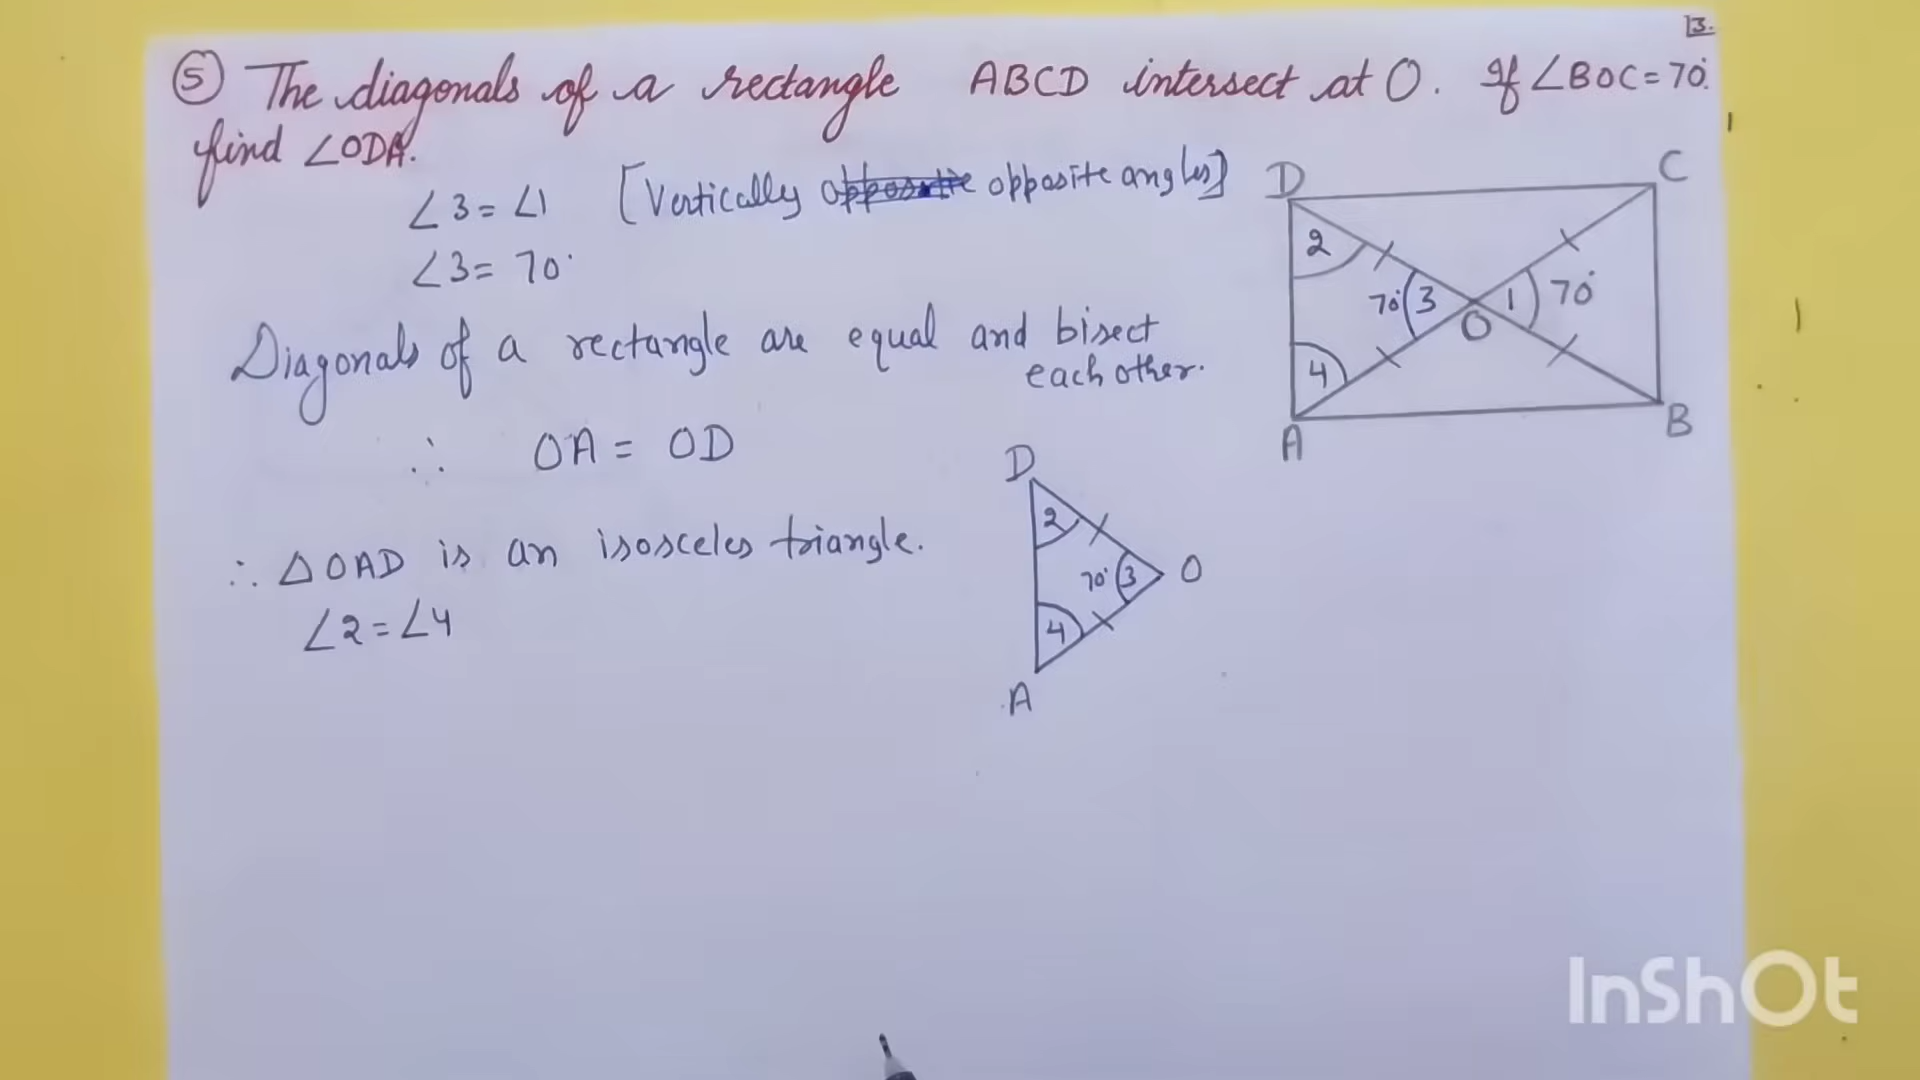 13.
⑤ The diagonals of a rectangle ABCD intersect at O. If ∠BOC = 70°.
find ∠ODA.
∠3 = ∠1 [Vertically opposite angles]
∠3 = 70°
Diagonals of a rectangle are equal and bisect
each other.
∴ OA = OD
∴ △OAD is an isosceles triangle.
∠2 = ∠4
D C
2
70° 3 1 70°
O
4
A B
D
2
70° 3 O
4
A
InShOt